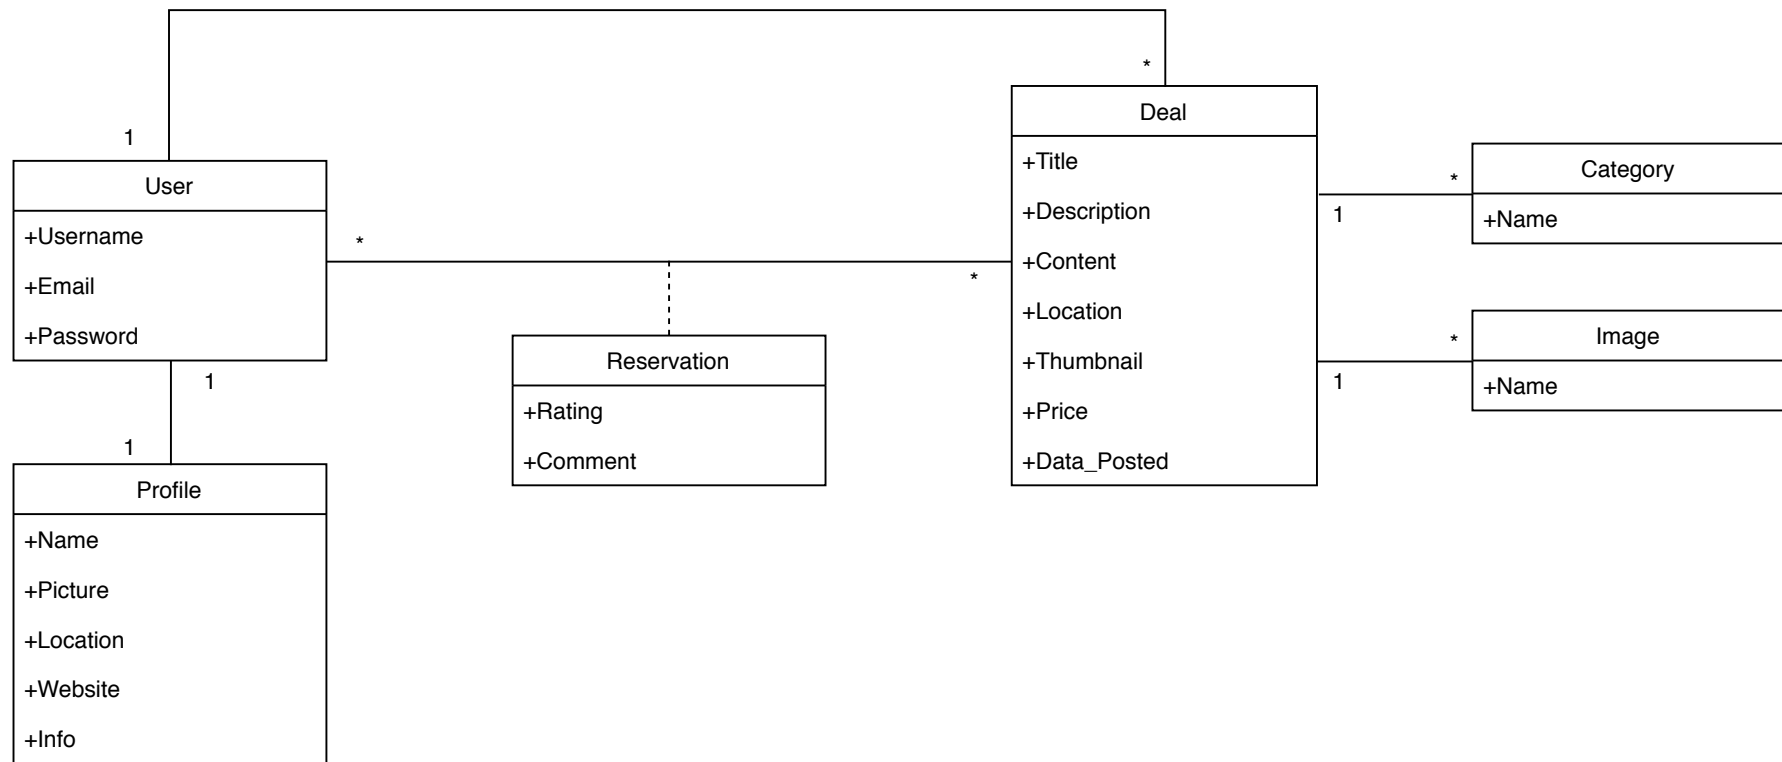 *
1
Deal
+Title
+Description
+Content
+Location
+Thumbnail
+Price
+Data_Posted
User
+Username
+Email
+Password
*
*
1
1
Reservation
+Rating
+Comment
Profile
+Name
+Picture
+Location
+Website
+Info
*
1
Category
+Name
*
1
Image
+Name